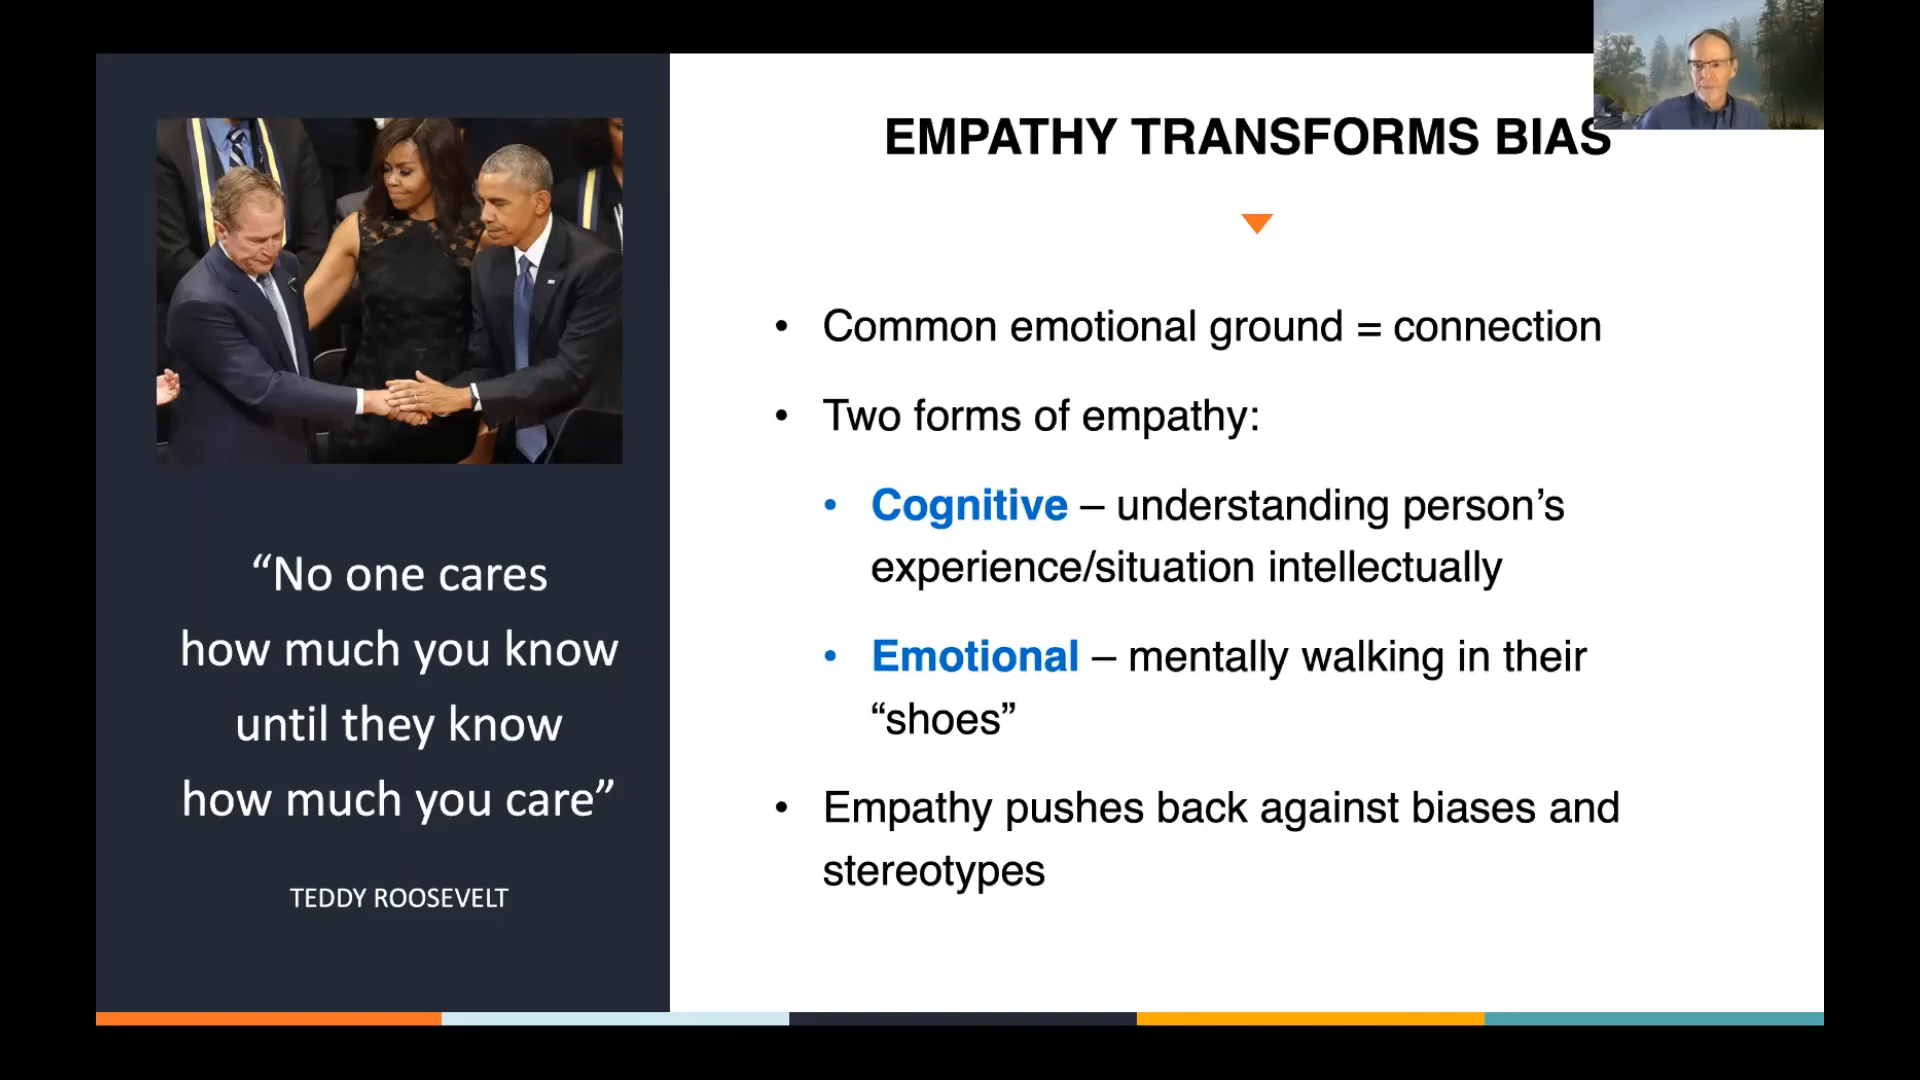 “No one cares
how much you know
until they know
how much you care”
TEDDY ROOSEVELT
EMPATHY TRANSFORMS BIAS
• Common emotional ground = connection
• Two forms of empathy:
• Cognitive – understanding person’s
experience/situation intellectually
• Emotional – mentally walking in their
“shoes”
• Empathy pushes back against biases and
stereotypes